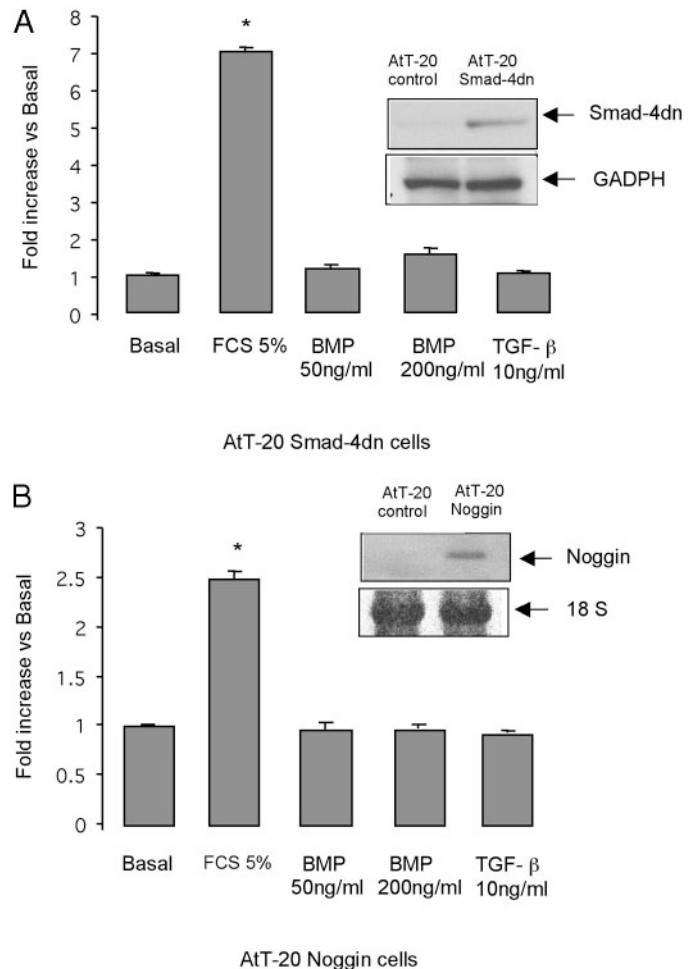 A
Fold increase vs Basal
8
7
6
5
4
3
2
1
0
*
AtT-20
control
AtT-20
Smad-4dn
Smad-4dn
GADPH
Basal
FCS 5%
BMP
50ng/ml
BMP
200ng/ml
TGF- β
10ng/ml
AtT-20 Smad-4dn cells
B
Fold increase vs Basal
3
2.5
2
1.5
1
0.5
0
*
AtT-20
control
AtT-20
Noggin
Noggin
18 S
Basal
FCS 5%
BMP
50ng/ml
BMP
200ng/ml
TGF- β
10ng/ml
AtT-20 Noggin cells